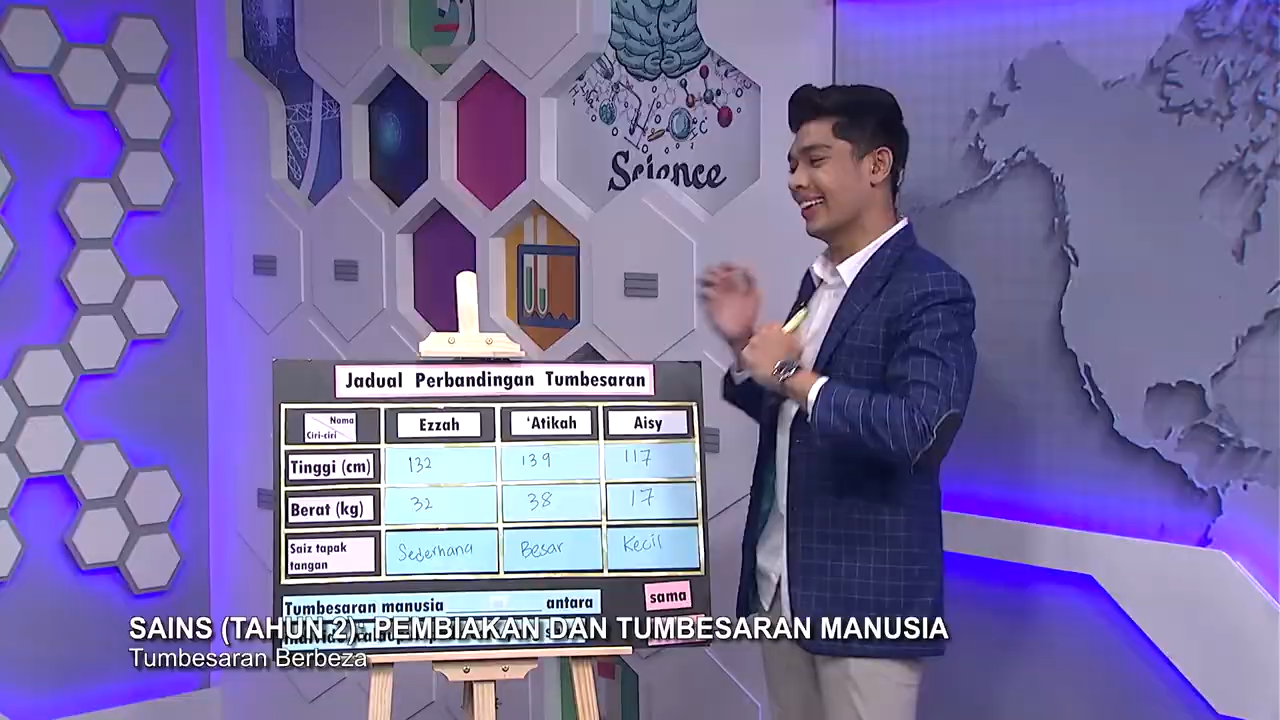 Science
Jadual Perbandingan Tumbesaran
Nama
Ciri-ciri
Ezzah
'Atikah
Aisy
Tinggi (cm)
132
139
117
Berat (kg)
32
38
17
Saiz tapak tangan
Sederhana
Besar
Kecil
Tumbesaran manusia ________ antara
sama
SAINS (TAHUN 2): PEMBIAKAN DAN TUMBESARAN MANUSIA
Tumbesaran Berbeza